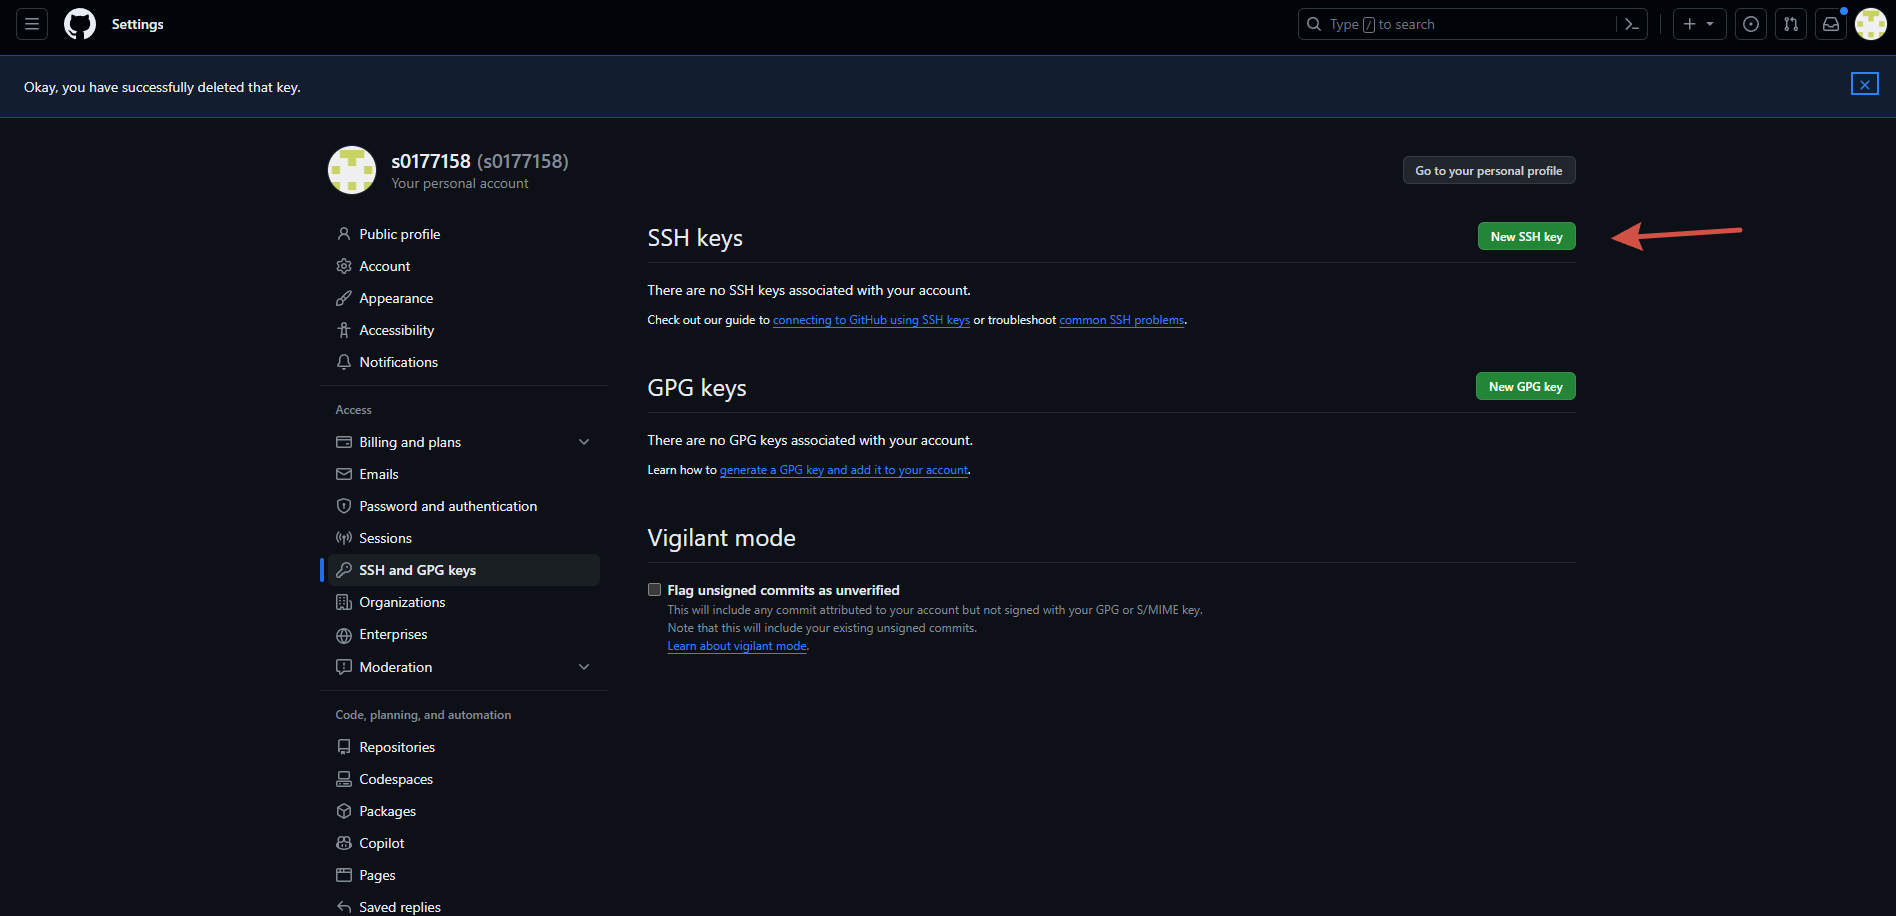 Settings
Type / to search
Okay, you have successfully deleted that key.
s0177158 (s0177158)
Your personal account
Go to your personal profile
Public profile
Account
Appearance
Accessibility
Notifications
Access
Billing and plans
Emails
Password and authentication
Sessions
SSH and GPG keys
Organizations
Enterprises
Moderation
Code, planning, and automation
Repositories
Codespaces
Packages
Copilot
Pages
Saved replies
SSH keys
New SSH key
There are no SSH keys associated with your account.
Check out our guide to connecting to GitHub using SSH keys or troubleshoot common SSH problems.
GPG keys
New GPG key
There are no GPG keys associated with your account.
Learn how to generate a GPG key and add it to your account.
Vigilant mode
Flag unsigned commits as unverified
This will include any commit attributed to your account but not signed with your GPG or S/MIME key.
Note that this will include your existing unsigned commits.
Learn about vigilant mode.